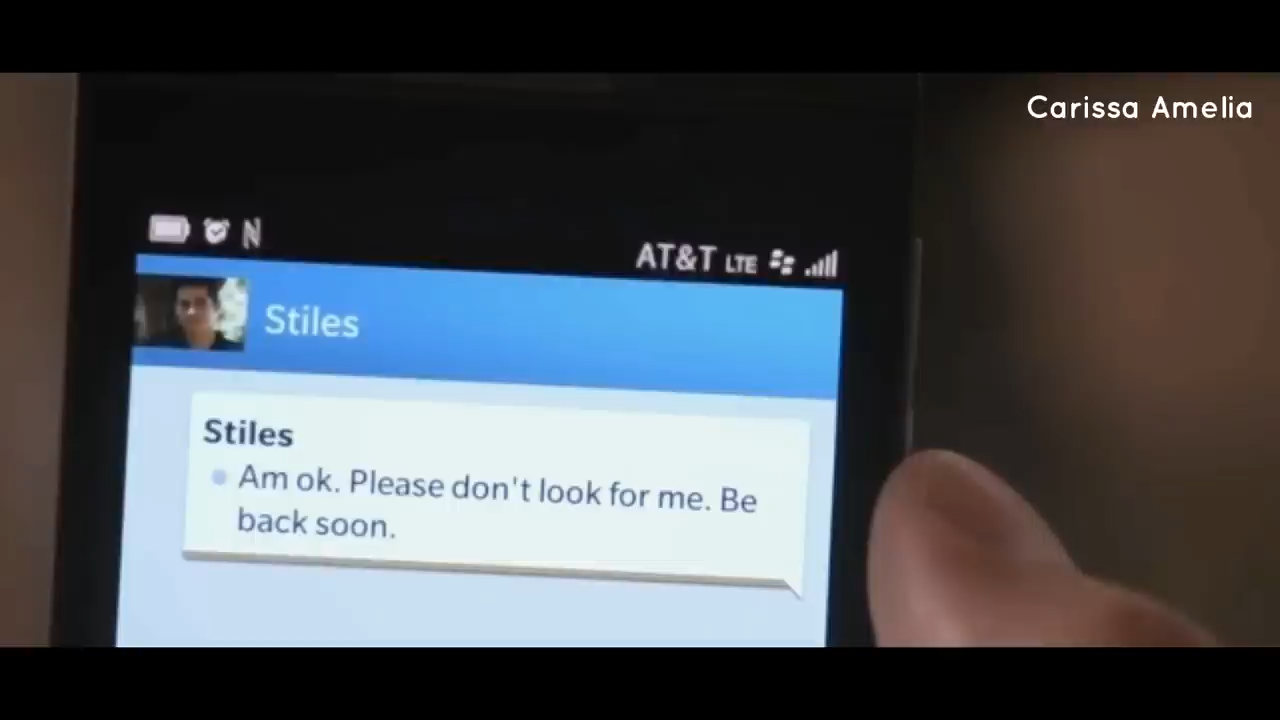 Carissa Amelia
AT&T LTE
Stiles
Stiles
Am ok. Please don't look for me. Be
back soon.